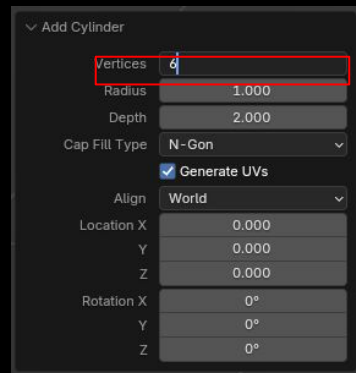 Add Cylinder
Vertices 6
Radius 1.000
Depth 2.000
Cap Fill Type N-Gon
Generate UVs
Align World
Location X 0.000
Y 0.000
Z 0.000
Rotation X 0°
Y 0°
Z 0°